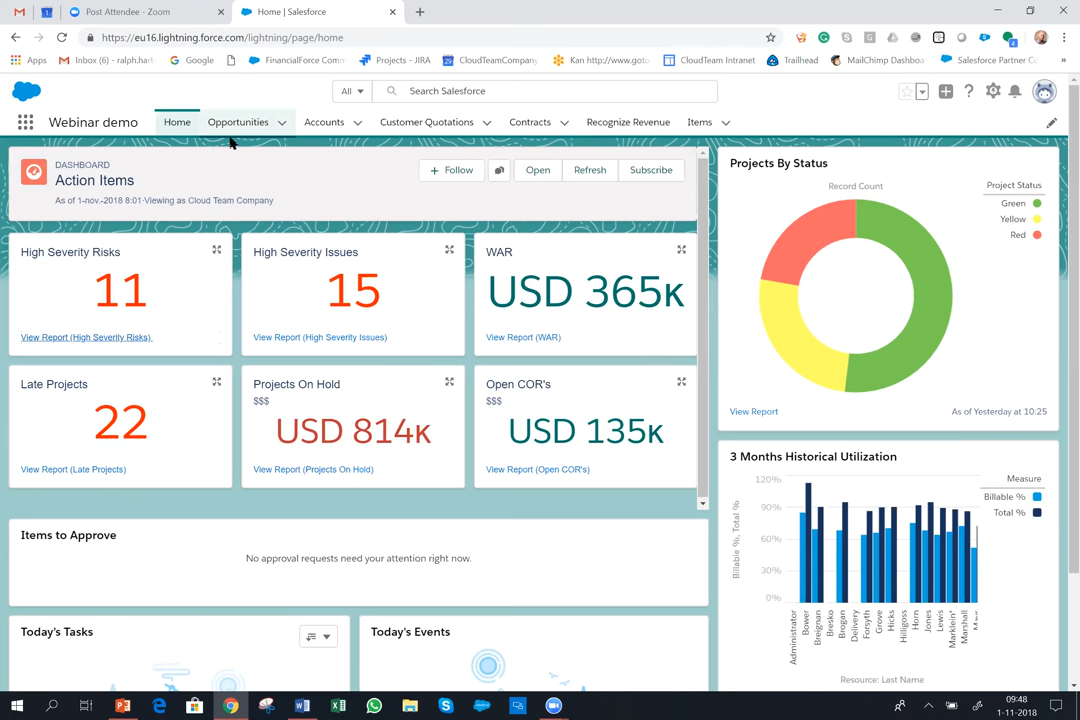 Post Attendee - Zoom
Home | Salesforce
https://eu16.lightning.force.com/lightning/page/home
Apps
Inbox (6) - ralph.hart
Google
FinancialForce Comm
Projects - JIRA
CloudTeamCompany
Kan http://www.goto
CloudTeam Intranet
Trailhead
MailChimp Dashboa
Salesforce Partner Co
All
Search Salesforce
Webinar demo
Home
Opportunities
Accounts
Customer Quotations
Contracts
Recognize Revenue
Items
DASHBOARD
Action Items
As of 1-nov.-2018 8:01·Viewing as Cloud Team Company
Follow
Open
Refresh
Subscribe
High Severity Risks
11
View Report (High Severity Risks)
High Severity Issues
15
View Report (High Severity Issues)
WAR
USD 365K
View Report (WAR)
Late Projects
22
View Report (Late Projects)
Projects On Hold
$$$
USD 814K
View Report (Projects On Hold)
Open COR's
$$$
USD 135K
View Report (Open COR's)
Items to Approve
No approval requests need your attention right now.
Today's Tasks
Today's Events
Projects By Status
Record Count
Project Status
Green
Yellow
Red
View Report
As of Yesterday at 10:25
3 Months Historical Utilization
Measure
Billable %
Total %
Billable %, Total %
120%
90%
60%
30%
0%
Administrator
Bower
Breignan
Bresko
Brogan
Delivery
Forsyth
Grove
Hicks
Hilligoss
Horn
Jones
Lewis
Marklein*
Marshall
Resource: Last Name
09:48
1-11-2018